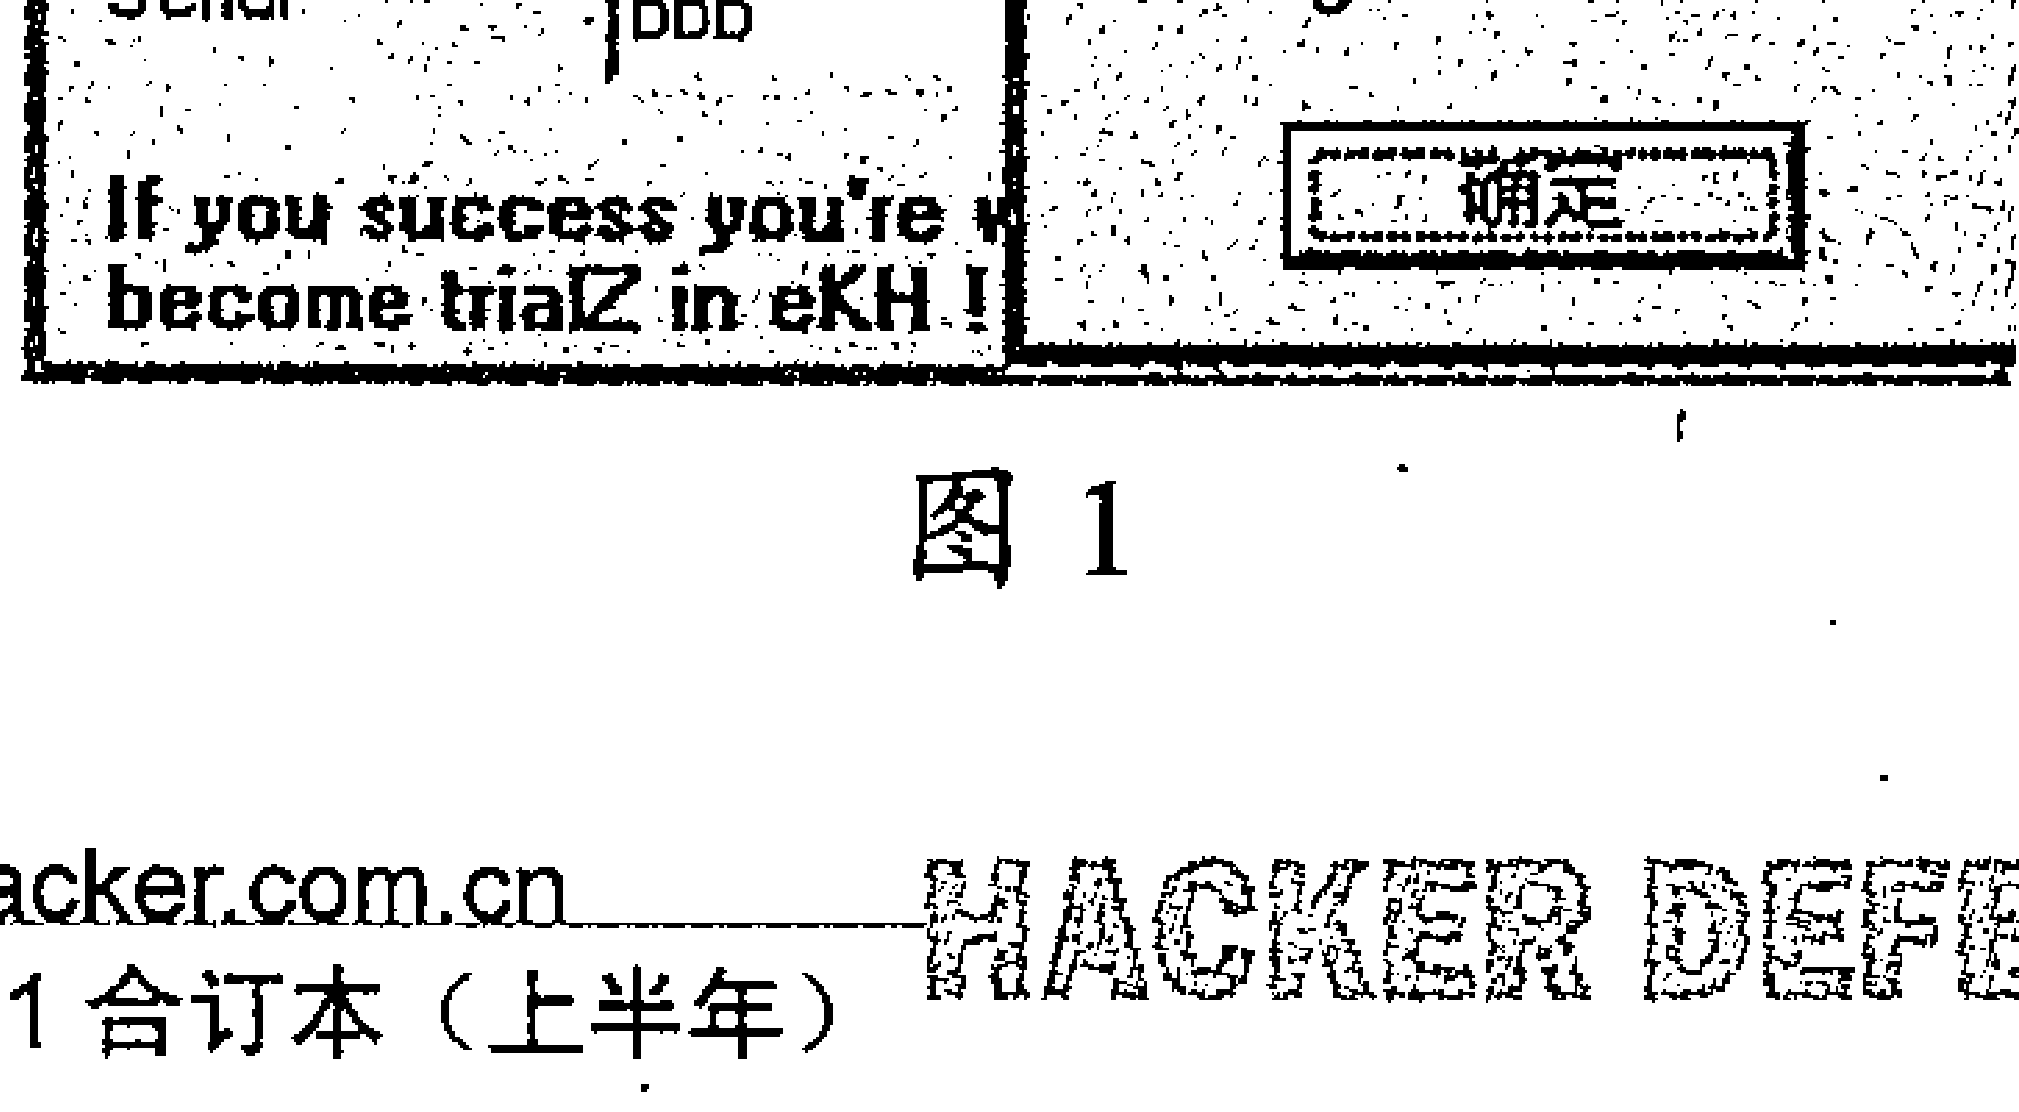 DDD
If you success you're
become trialZ in eKH !
确定
图 1
acker.com.cn
HACKER DEFE
1 合订本（上半年）